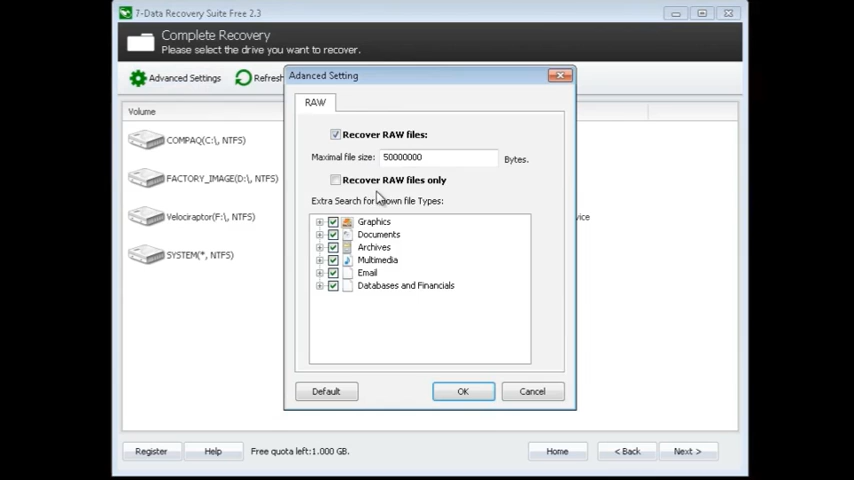 7-Data Recovery Suite Free 2.3
Complete Recovery
Please select the drive you want to recover.
Advanced Settings
Refresh
Adanced Setting
RAW
Volume
COMPAQ(C:\, NTFS)
FACTORY_IMAGE(D:\, NTFS)
Velociraptor(F:\, NTFS)
SYSTEM(*, NTFS)
Recover RAW files:
Maximal file size: 50000000 Bytes.
Recover RAW files only
Extra Search for known file Types:
Graphics
Documents
Archives
Multimedia
Email
Databases and Financials
Default
OK
Cancel
Register
Help
Free quota left:1.000 GB.
Home
< Back
Next >